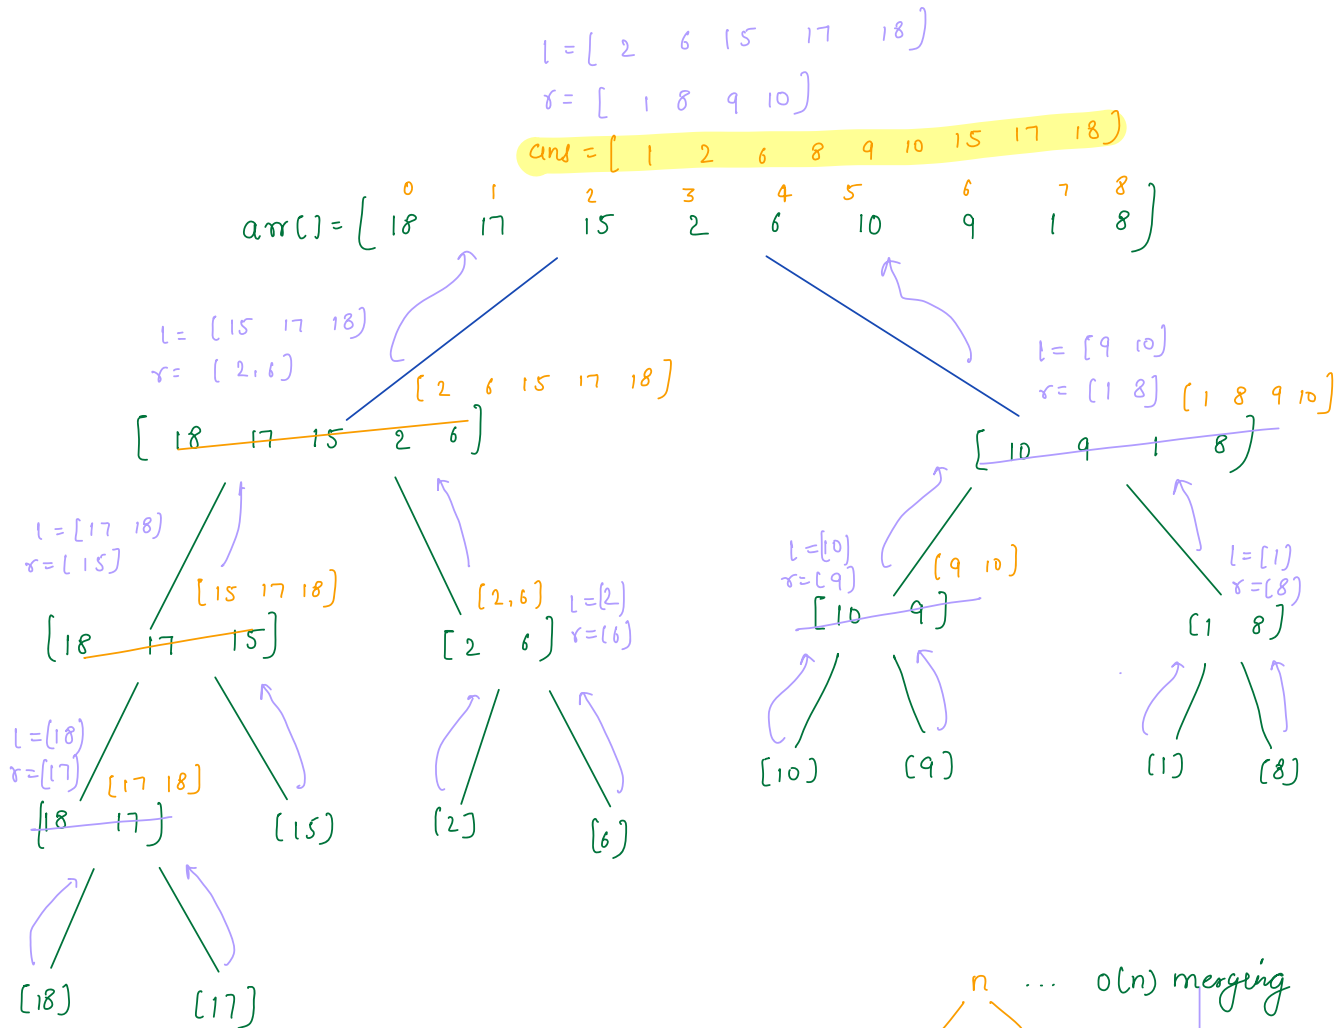 l = [ 2 6 15 17 18 ]
r = [ 1 8 9 10 ]
ans = [ 1 2 6 8 9 10 15 17 18 ]
0 1 2 3 4 5 6 7 8
arr[] = [ 18 17 15 2 6 10 9 1 8 ]
l = [ 15 17 18 ]
r = [ 2, 6 ]
[ 2 6 15 17 18 ]
[ 18 17 15 2 6 ]
l = [ 9 10 ]
r = [ 1 8 ]
[ 1 8 9 10 ]
[ 10 9 1 8 ]
l = [ 17 18 ]
r = [ 15 ]
[ 15 17 18 ]
[ 18 17 15 ]
[ 2, 6 ]
l = [2]
r = [6]
[ 2 6 ]
l = [10]
r = [9]
[ 9 10 ]
[ 10 9 ]
l = [1]
r = [8]
[ 1 8 ]
l = [18]
r = [17]
[ 17 18 ]
[ 18 17 ]
[15]
[2]
[6]
[10]
[9]
[1]
[8]
[18]
[17]
n ... o(n) merging